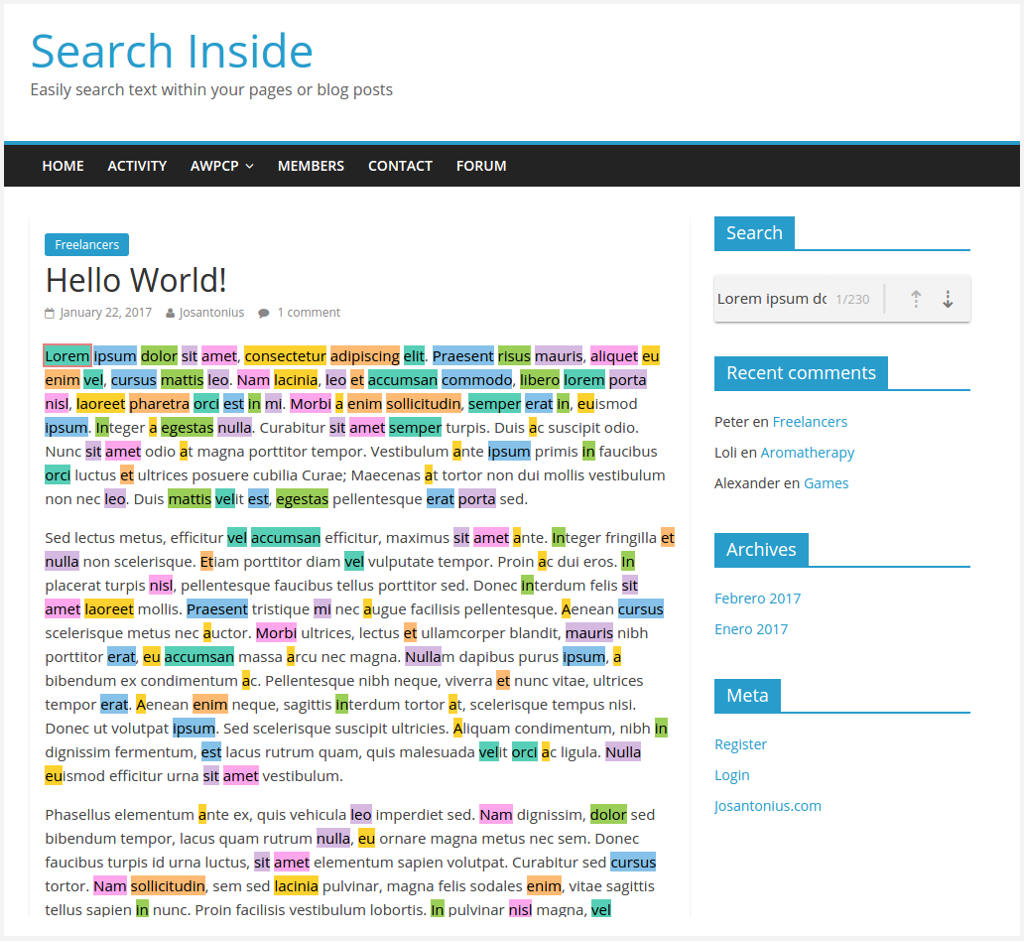 Search Inside
Easily search text within your pages or blog posts
HOME ACTIVITY AWPCP MEMBERS CONTACT FORUM
Freelancers
Hello World!
January 22, 2017 Josantonius 1 comment
Lorem ipsum dolor sit amet, consectetur adipiscing elit. Praesent risus mauris, aliquet eu
enim vel, cursus mattis leo. Nam lacinia, leo et accumsan commodo, libero lorem porta
nisl, laoreet pharetra orci est in mi. Morbi a enim sollicitudin, semper erat in, euismod
ipsum. Integer a egestas nulla. Curabitur sit amet semper turpis. Duis ac suscipit odio.
Nunc sit amet odio at magna porttitor tempor. Vestibulum ante ipsum primis in faucibus
orci luctus et ultrices posuere cubilia Curae; Maecenas at tortor non dui mollis vestibulum
non nec leo. Duis mattis velit est, egestas pellentesque erat porta sed.
Sed lectus metus, efficitur vel accumsan efficitur, maximus sit amet ante. Integer fringilla et
nulla non scelerisque. Etiam porttitor diam vel vulputate tempor. Proin ac dui eros. In
placerat turpis nisl, pellentesque faucibus tellus porttitor sed. Donec interdum felis sit
amet laoreet mollis. Praesent tristique mi nec augue facilisis pellentesque. Aenean cursus
scelerisque metus nec auctor. Morbi ultrices, lectus et ullamcorper blandit, mauris nibh
porttitor erat, eu accumsan massa arcu nec magna. Nullam dapibus purus ipsum, a
bibendum ex condimentum ac. Pellentesque nibh neque, viverra et nunc vitae, ultrices
tempor erat. Aenean enim neque, sagittis interdum tortor at, scelerisque tempus nisi.
Donec ut volutpat ipsum. Sed scelerisque suscipit ultricies. Aliquam condimentum, nibh in
dignissim fermentum, est lacus rutrum quam, quis malesuada velit orci ac ligula. Nulla
euismod efficitur urna sit amet vestibulum.
Phasellus elementum ante ex, quis vehicula leo imperdiet sed. Nam dignissim, dolor sed
bibendum tempor, lacus quam rutrum nulla, eu ornare magna metus nec sem. Donec
faucibus turpis id urna luctus, sit amet elementum sapien volutpat. Curabitur sed cursus
tortor. Nam sollicitudin, sem sed lacinia pulvinar, magna felis sodales enim, vitae sagittis
tellus sapien in nunc. Proin facilisis vestibulum lobortis. In pulvinar nisl magna, vel
Search
Lorem ipsum do 1/230
Recent comments
Peter en Freelancers
Loli en Aromatherapy
Alexander en Games
Archives
Febrero 2017
Enero 2017
Meta
Register
Login
Josantonius.com